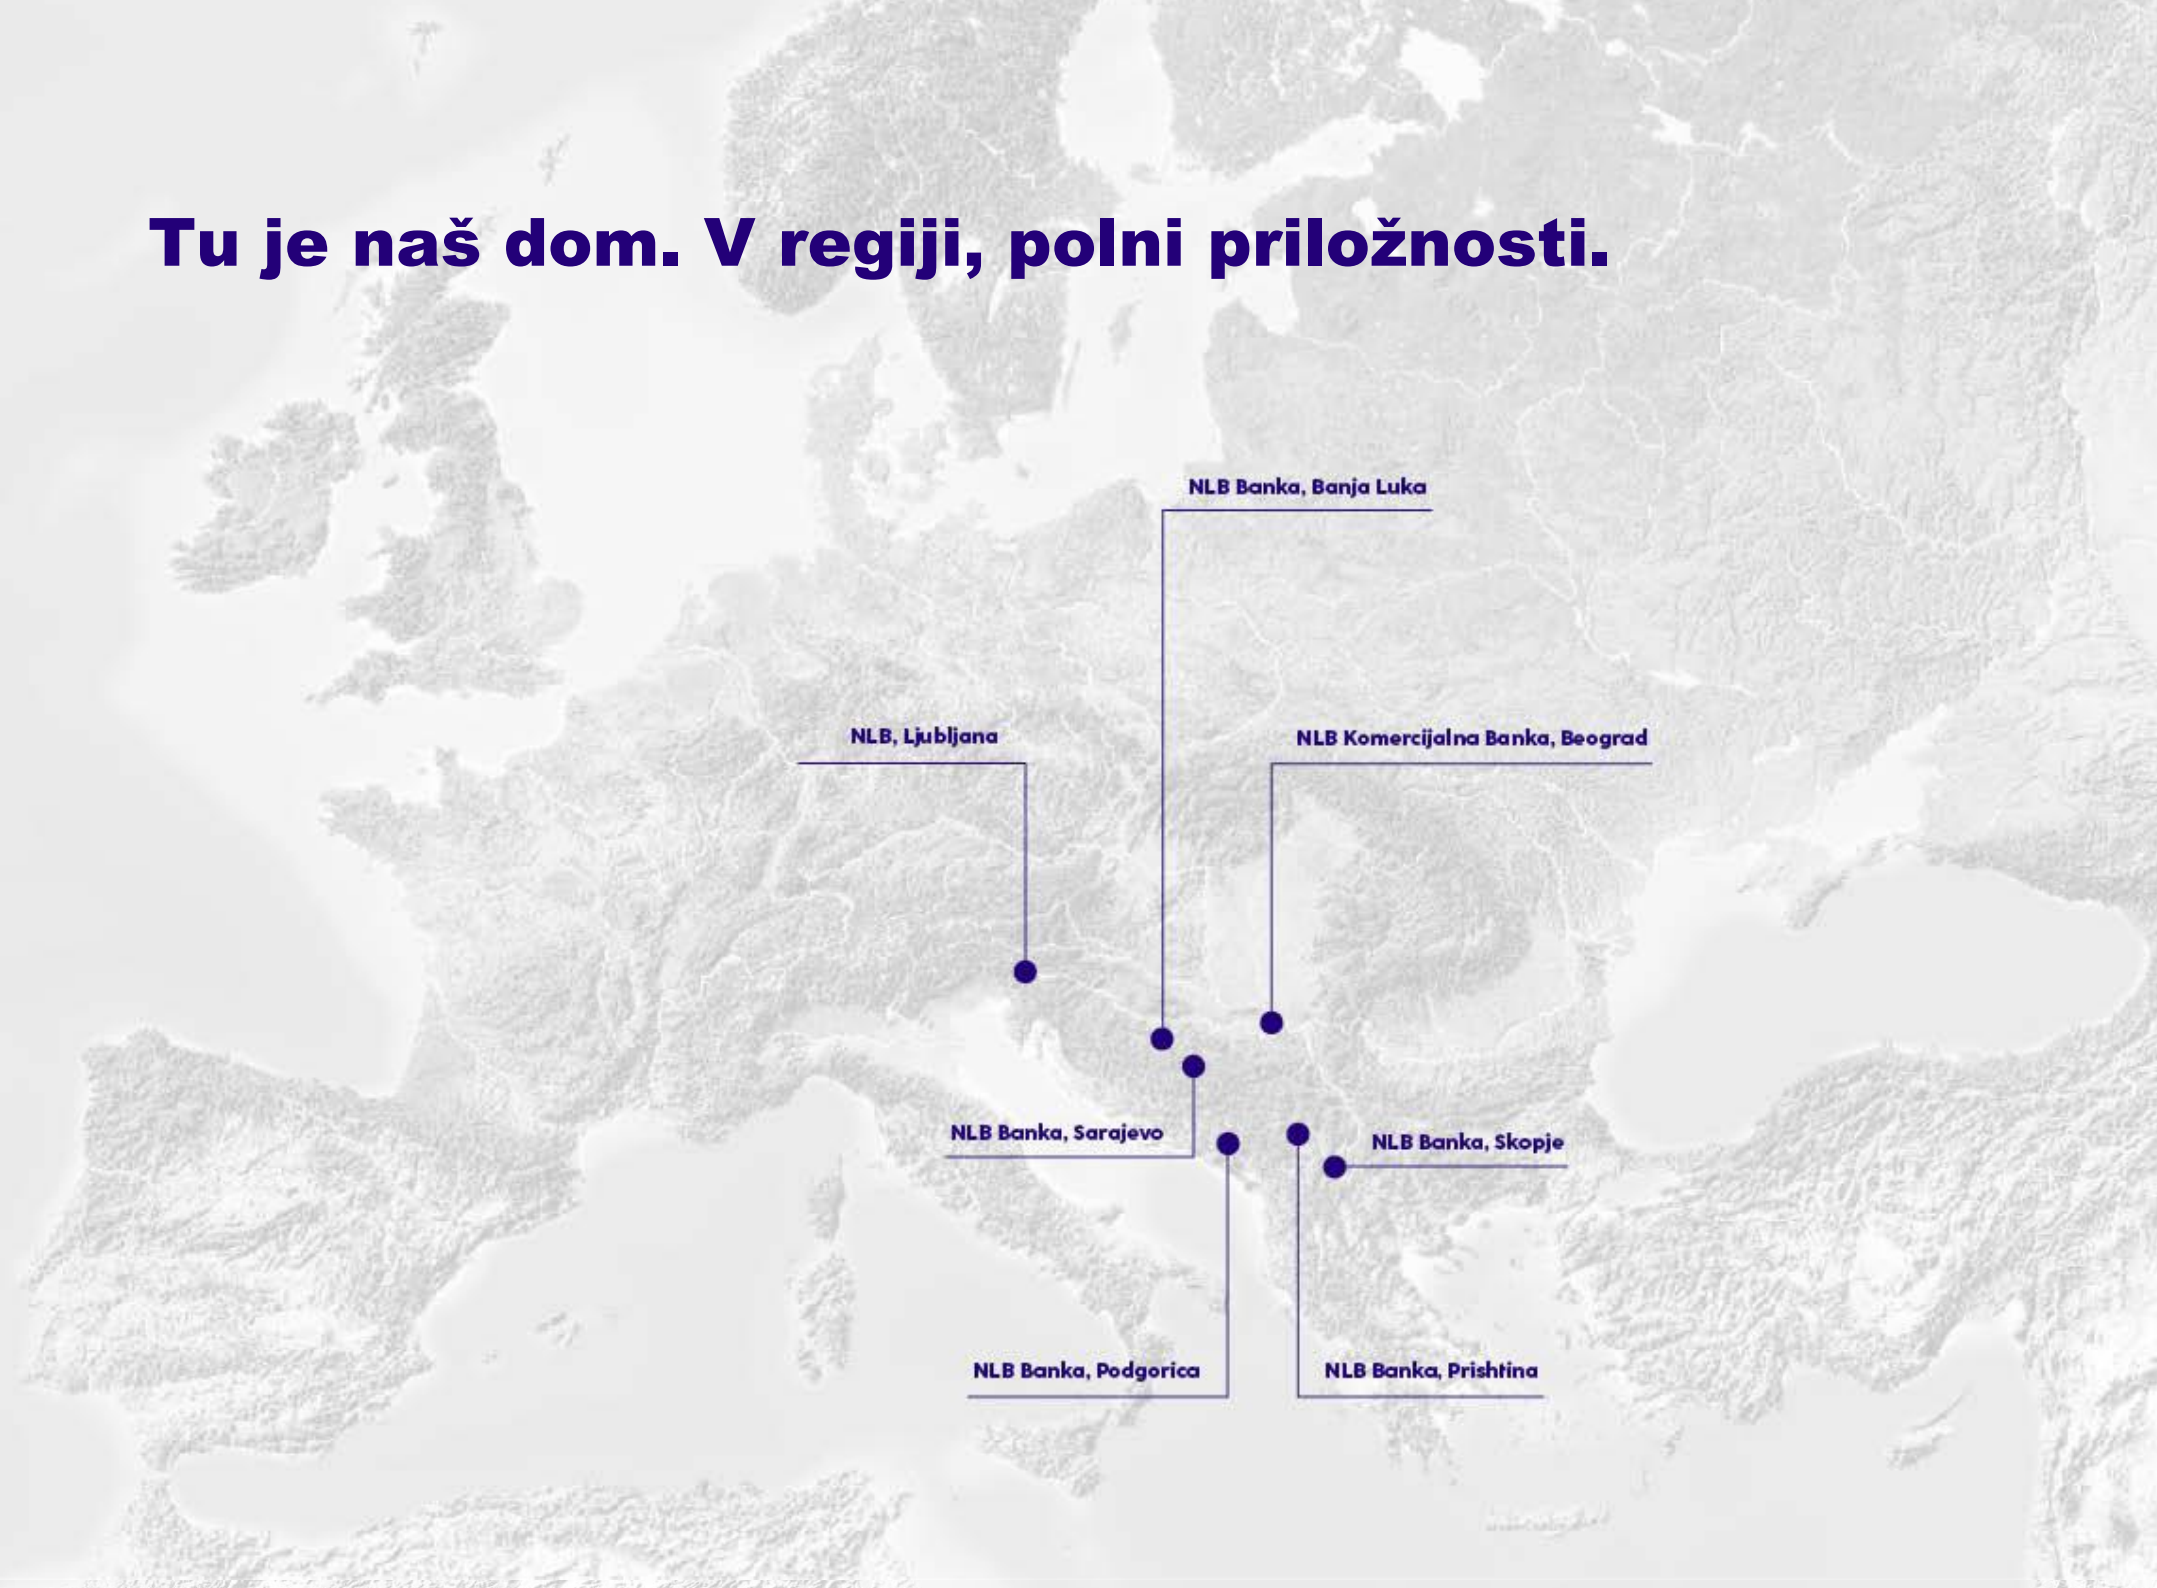 Tu je naš dom. V regiji, polni priložnosti.
NLB Banka, Banja Luka
NLB, Ljubljana
NLB Komercijalna Banka, Beograd
NLB Banka, Sarajevo
NLB Banka, Skopje
NLB Banka, Podgorica
NLB Banka, Prishtina